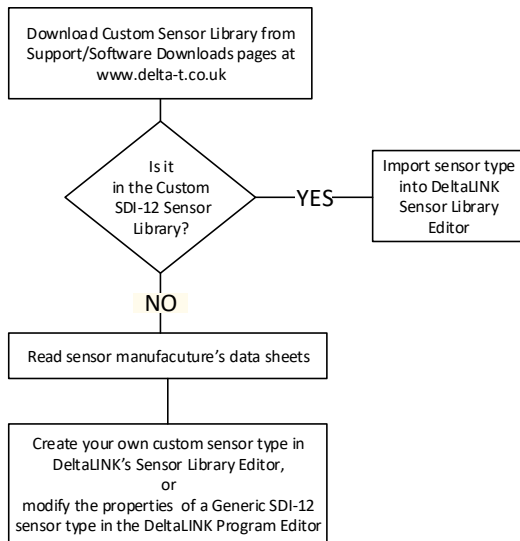 Download Custom Sensor Library from
Support/Software Downloads pages at
www.delta-t.co.uk
Is it
in the Custom
SDI-12 Sensor
Library?
YES
Import sensor type
into DeltaLINK
Sensor Library
Editor
NO
Read sensor manufacuture's data sheets
Create your own custom sensor type in
DeltaLINK's Sensor Library Editor,
or
modify the properties of a Generic SDI-12
sensor type in the DeltaLINK Program Editor